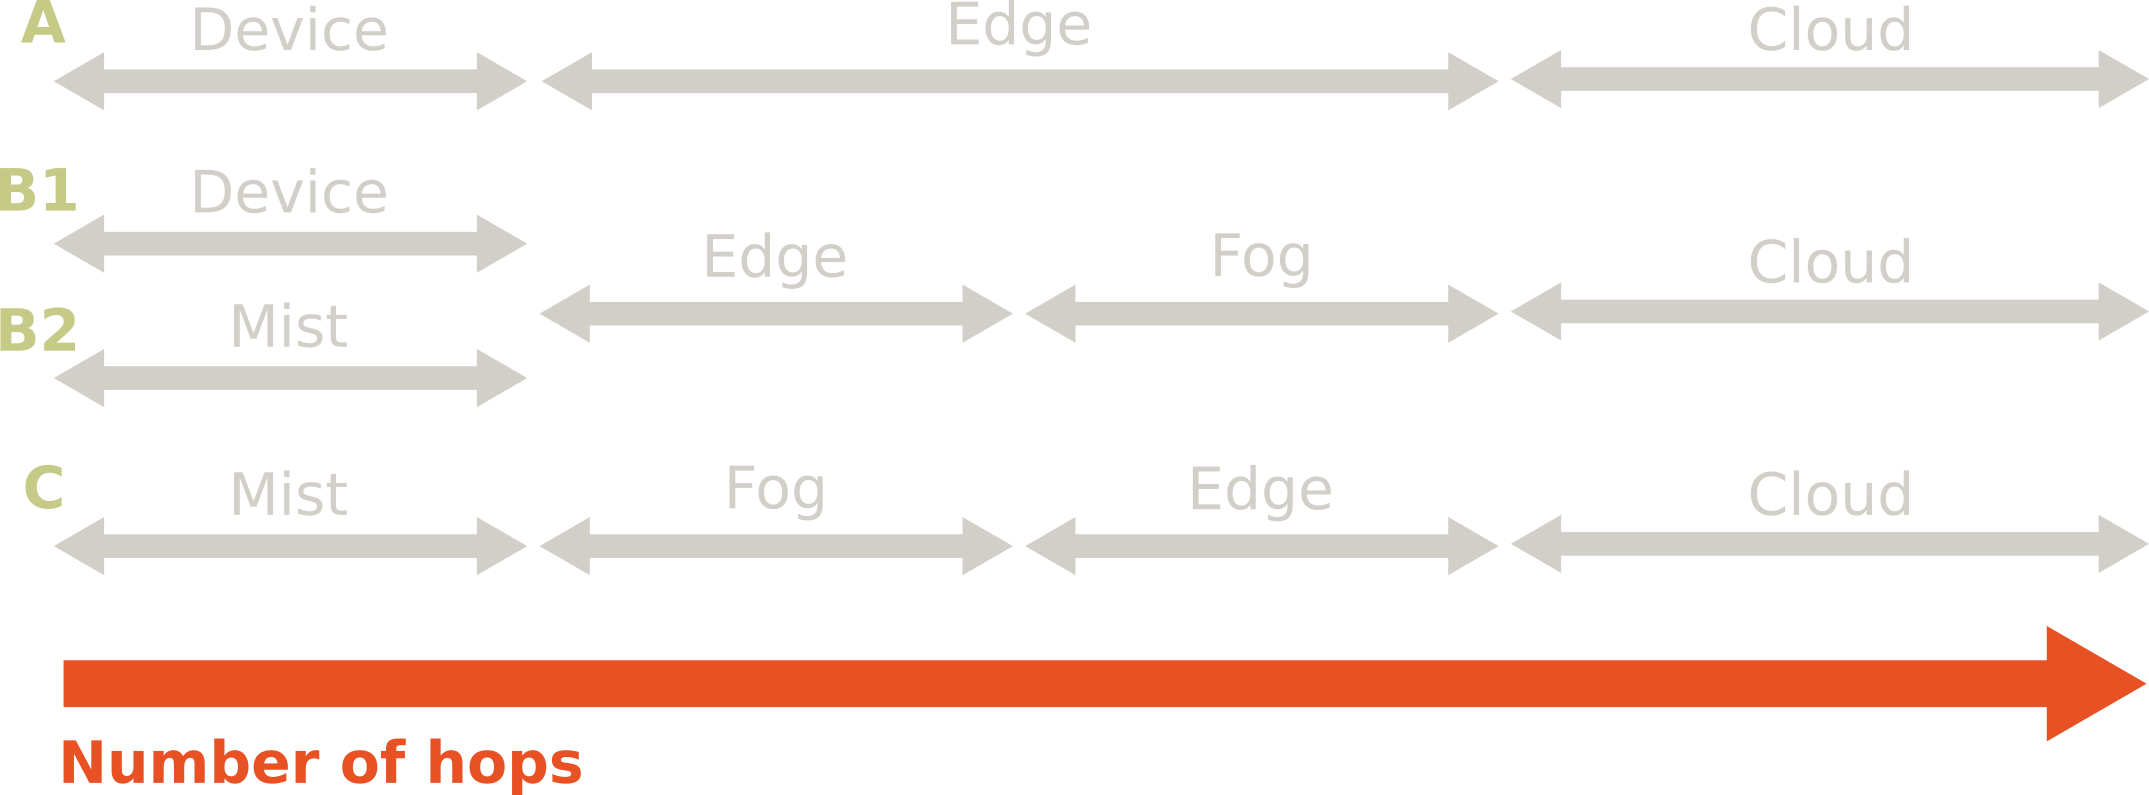 A Device Edge Cloud
B1 Device
Edge Fog Cloud
B2 Mist
C Mist Fog Edge Cloud
Number of hops